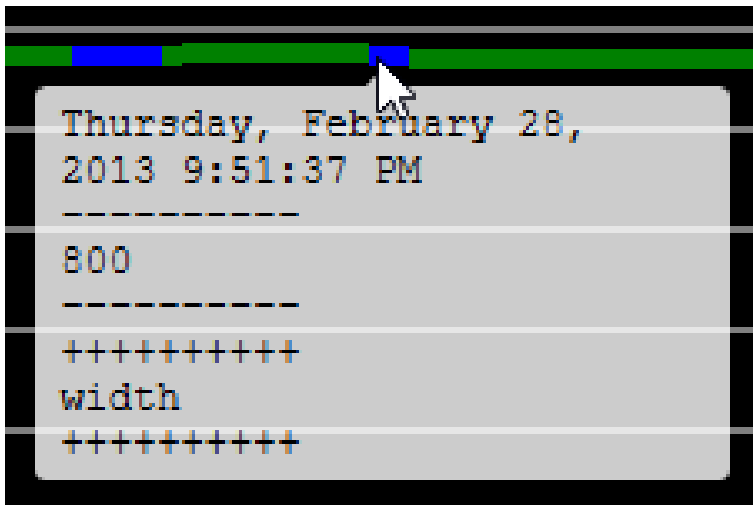 Thursday, February 28,
2013 9:51:37 PM
----------
800
----------
++++++++++
width
++++++++++